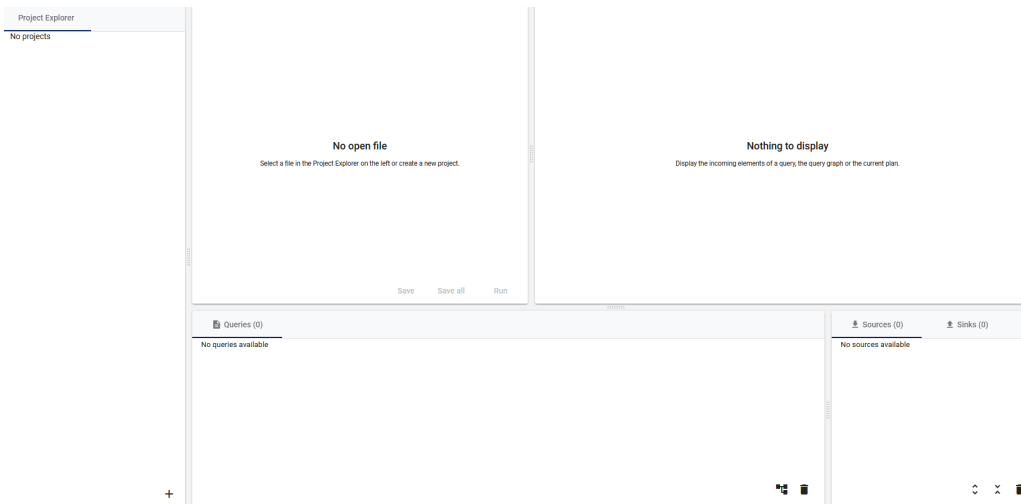 Project Explorer
No projects
No open file
Select a file in the Project Explorer on the left or create a new project.
Save Save all Run
Nothing to display
Display the incoming elements of a query, the query graph or the current plan.
Queries (0)
No queries available
Sources (0) Sinks (0)
No sources available